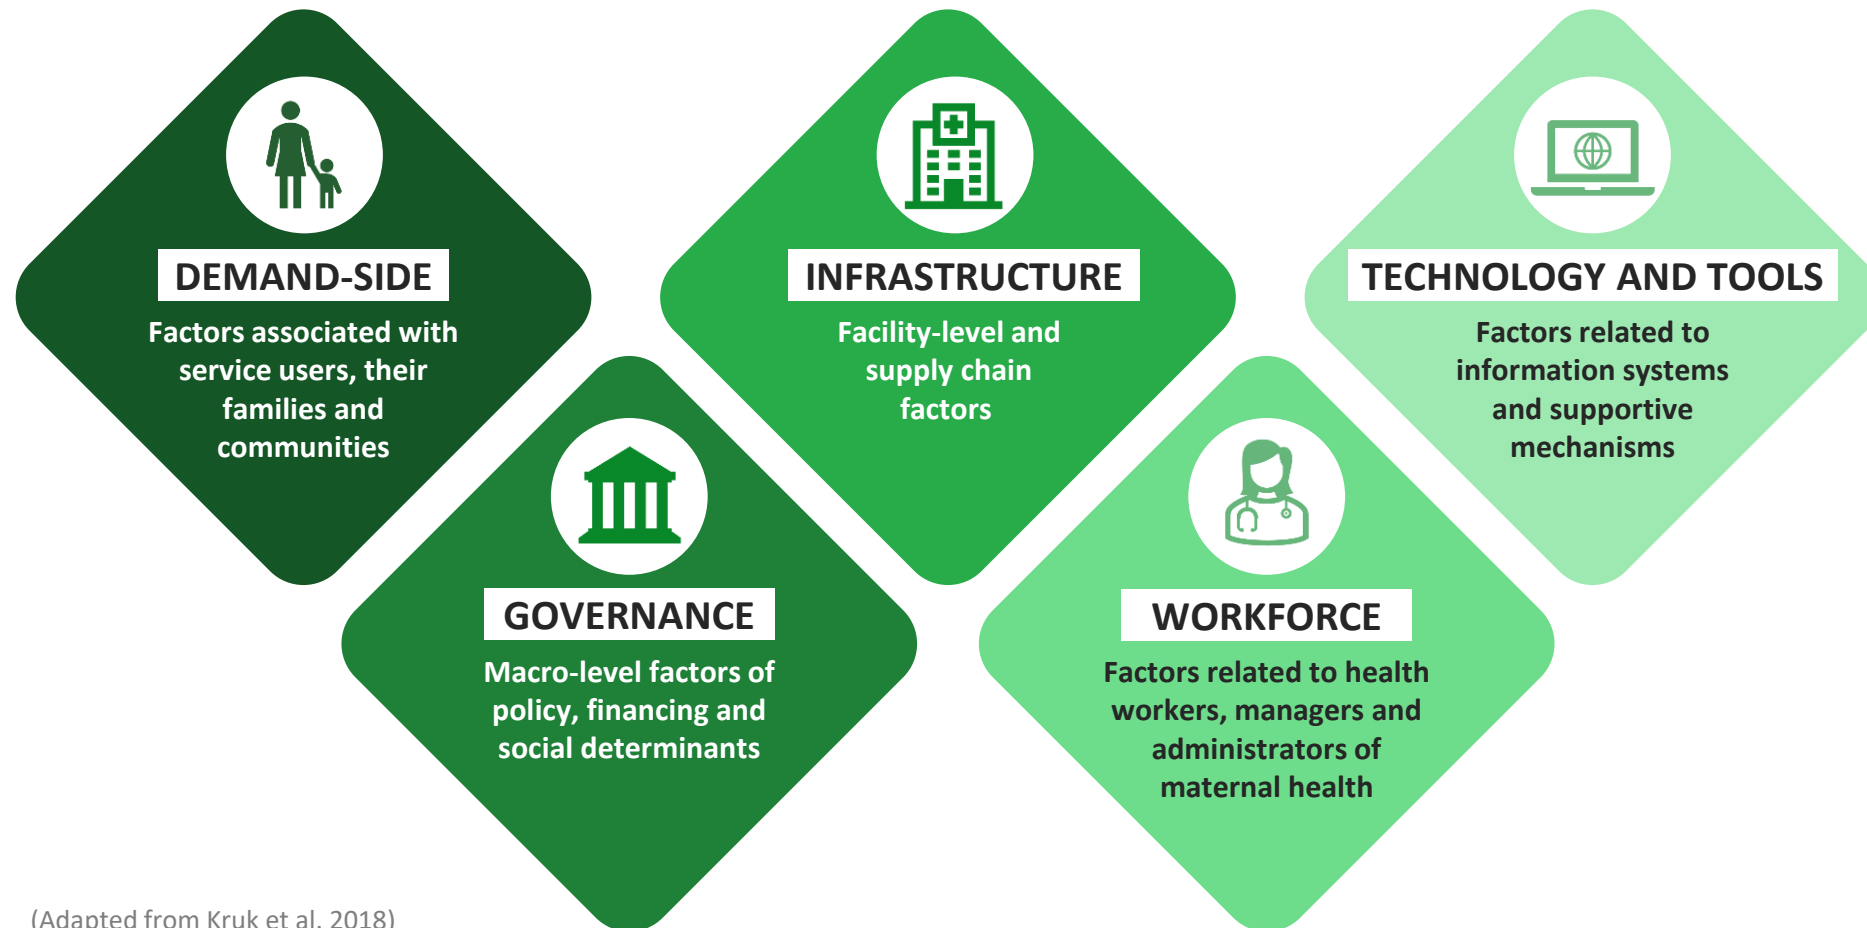 DEMAND-SIDE
Factors associated with
service users, their
families and
communities
GOVERNANCE
Macro-level factors of
policy, financing and
social determinants
INFRASTRUCTURE
Facility-level and
supply chain
factors
WORKFORCE
Factors related to health
workers, managers and
administrators of
maternal health
TECHNOLOGY AND TOOLS
Factors related to
information systems
and supportive
mechanisms
(Adapted from Kruk et al. 2018)